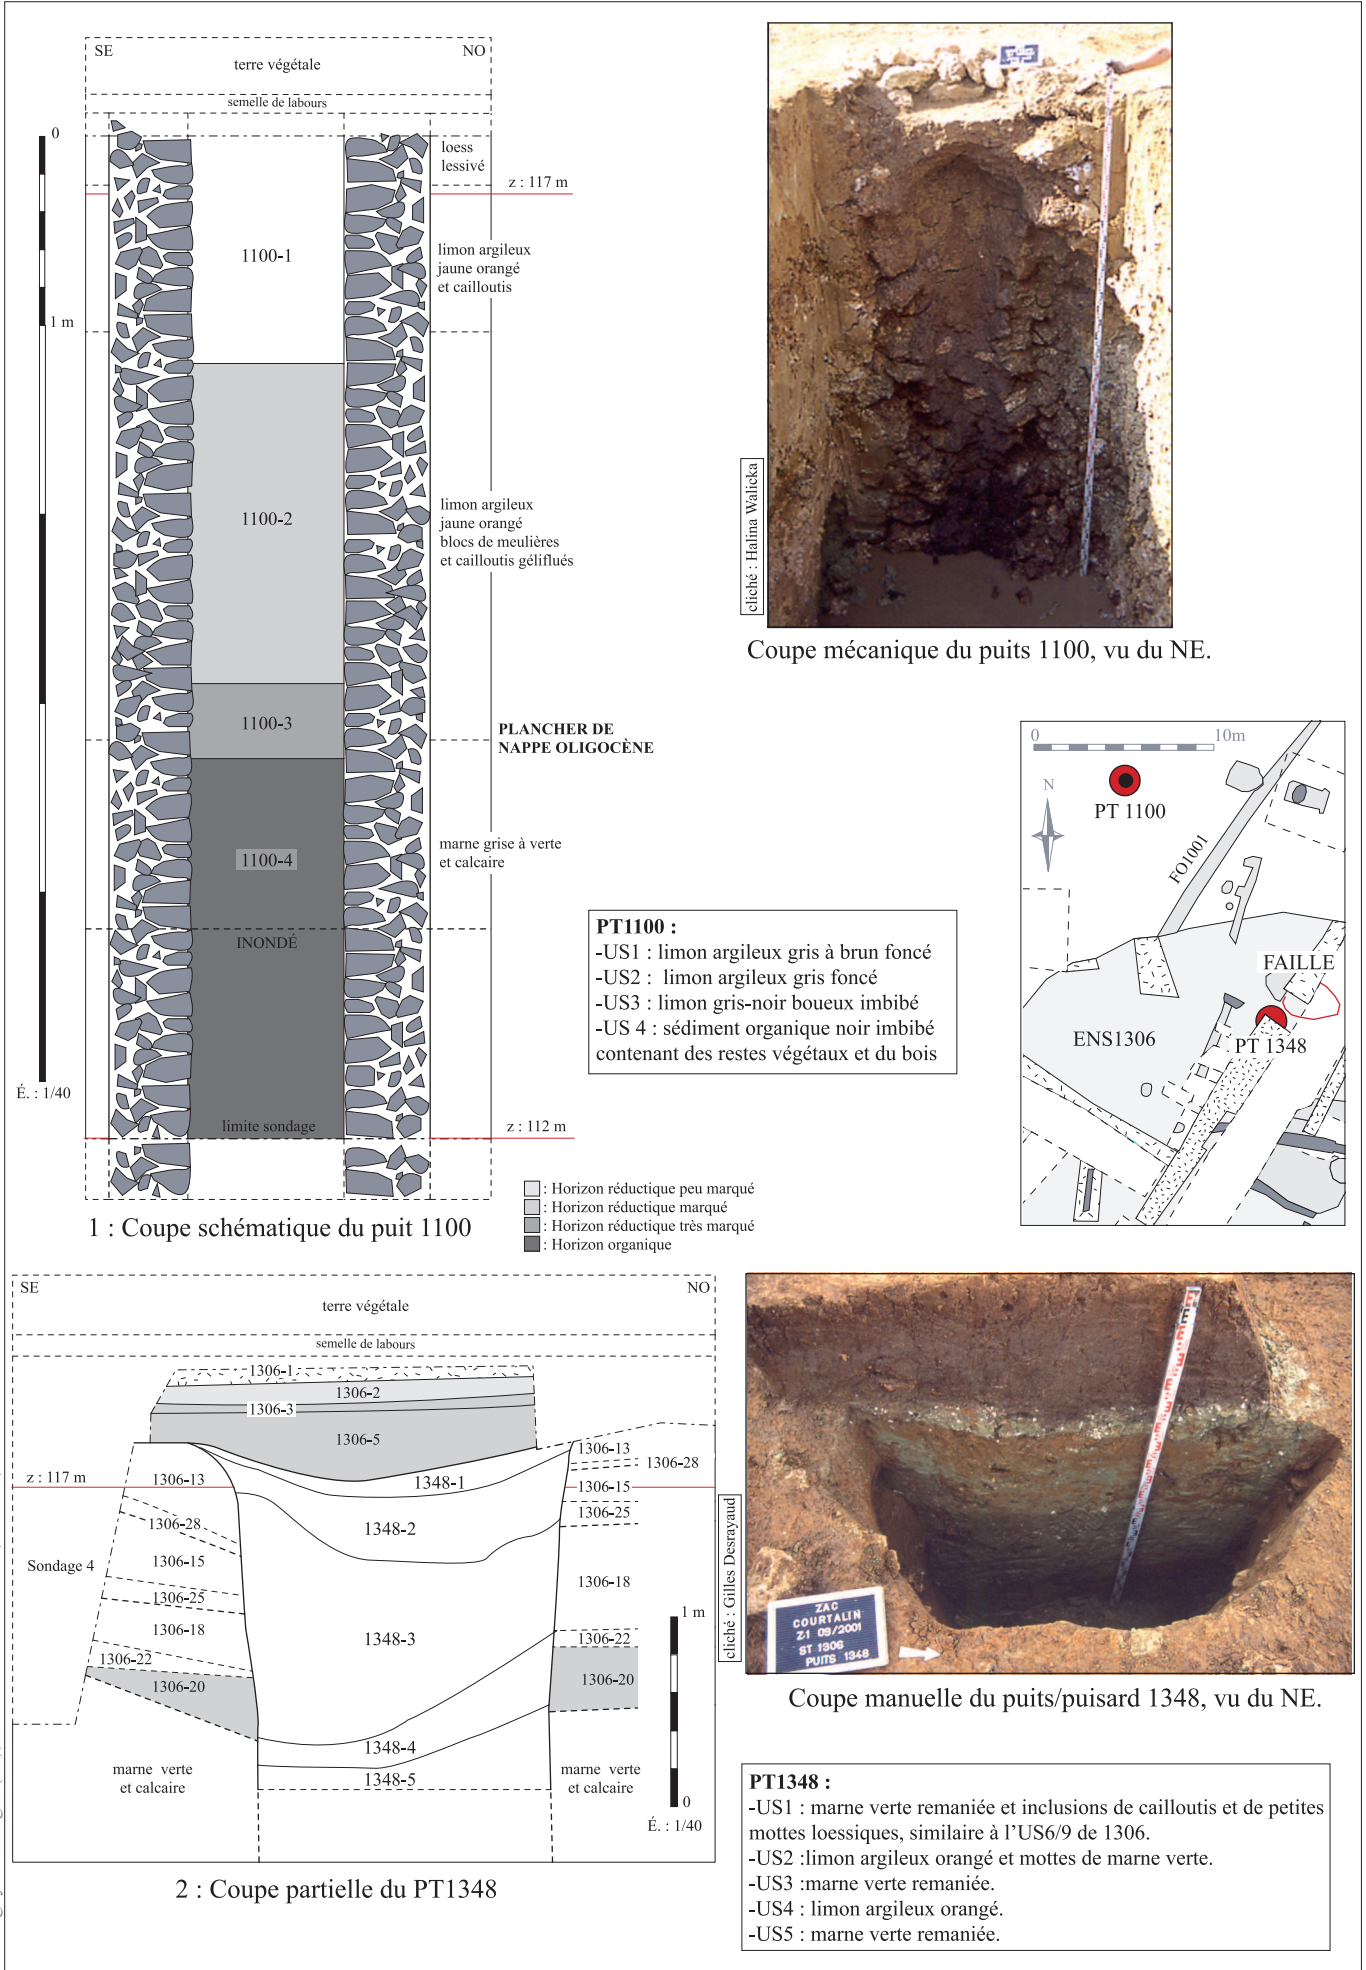 SE
NO
terre végétale
semelle de labours
0
loess
lessivé
z : 117 m
1100-1
limon argileux
jaune orangé
et cailloutis
1 m
1100-2
limon argileux
jaune orangé
blocs de meulières
et cailloutis géliflués
1100-3
PLANCHER DE
NAPPE OLIGOCÈNE
1100-4
marne grise à verte
et calcaire
INONDÉ
É. : 1/40
limite sondage
z : 112 m
1 : Coupe schématique du puit 1100
: Horizon réductique peu marqué
: Horizon réductique marqué
: Horizon réductique très marqué
: Horizon organique
cliché : Halina Walicka
Coupe mécanique du puits 1100, vu du NE.
PT1100 :
-US1 : limon argileux gris à brun foncé
-US2 : limon argileux gris foncé
-US3 : limon gris-noir boueux imbibé
-US 4 : sédiment organique noir imbibé
contenant des restes végétaux et du bois
0
10m
N
PT 1100
FO1001
FAILLE
ENS1306
PT 1348
SE
NO
terre végétale
semelle de labours
1306-1
1306-2
1306-3
1306-5
1306-13
1306-28
z : 117 m
1306-13
1348-1
1306-15
1306-25
1306-28
1348-2
Sondage 4
1306-15
1306-18
1306-25
1306-18
1348-3
1 m
1306-22
1306-22
1306-20
1306-20
1348-4
marne verte
et calcaire
1348-5
marne verte
et calcaire
0
É. : 1/40
2 : Coupe partielle du PT1348
cliché : Gilles Desrayaud
ZAC
COURTALIN
Z1 09/2001
ST 1306
PUITS 1348
Coupe manuelle du puits/puisard 1348, vu du NE.
PT1348 :
-US1 : marne verte remaniée et inclusions de cailloutis et de petites
mottes loessiques, similaire à l'US6/9 de 1306.
-US2 :limon argileux orangé et mottes de marne verte.
-US3 :marne verte remaniée.
-US4 : limon argileux orangé.
-US5 : marne verte remaniée.